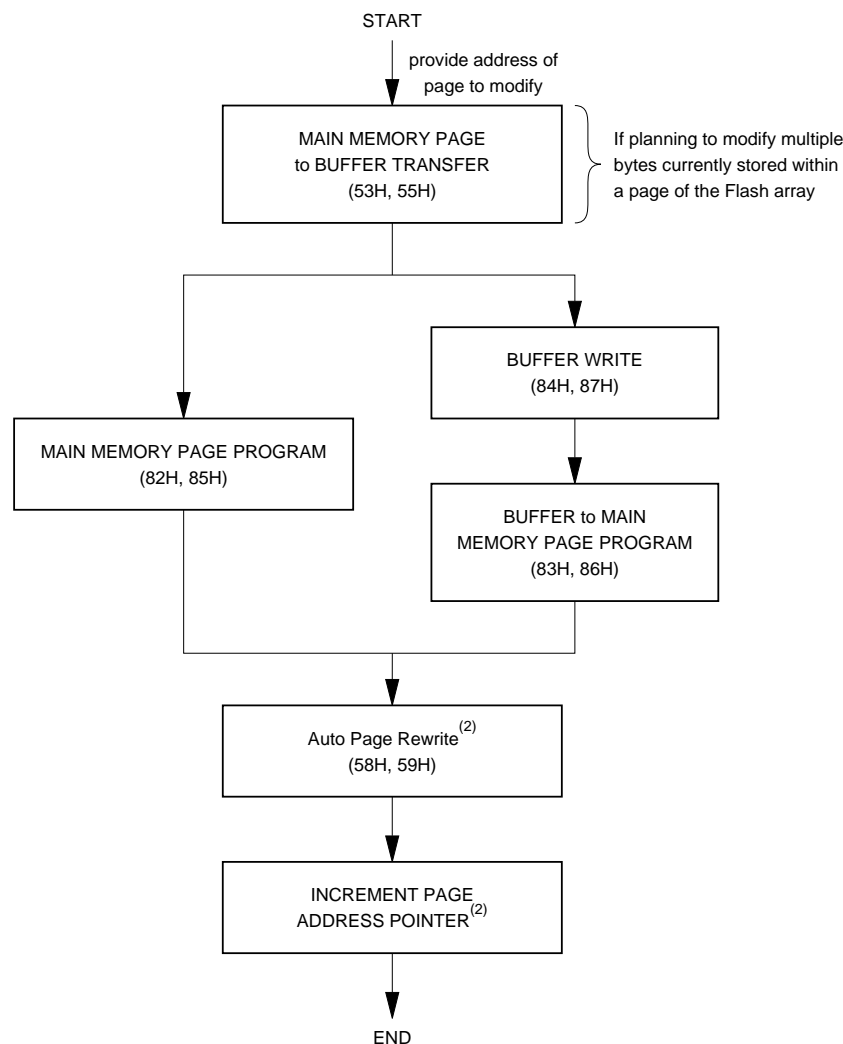 START
provide address of
page to modify
MAIN MEMORY PAGE
to BUFFER TRANSFER
(53H, 55H)
If planning to modify multiple
bytes currently stored within
a page of the Flash array
BUFFER WRITE
(84H, 87H)
MAIN MEMORY PAGE PROGRAM
(82H, 85H)
BUFFER to MAIN
MEMORY PAGE PROGRAM
(83H, 86H)
Auto Page Rewrite(2)
(58H, 59H)
INCREMENT PAGE
ADDRESS POINTER(2)
END